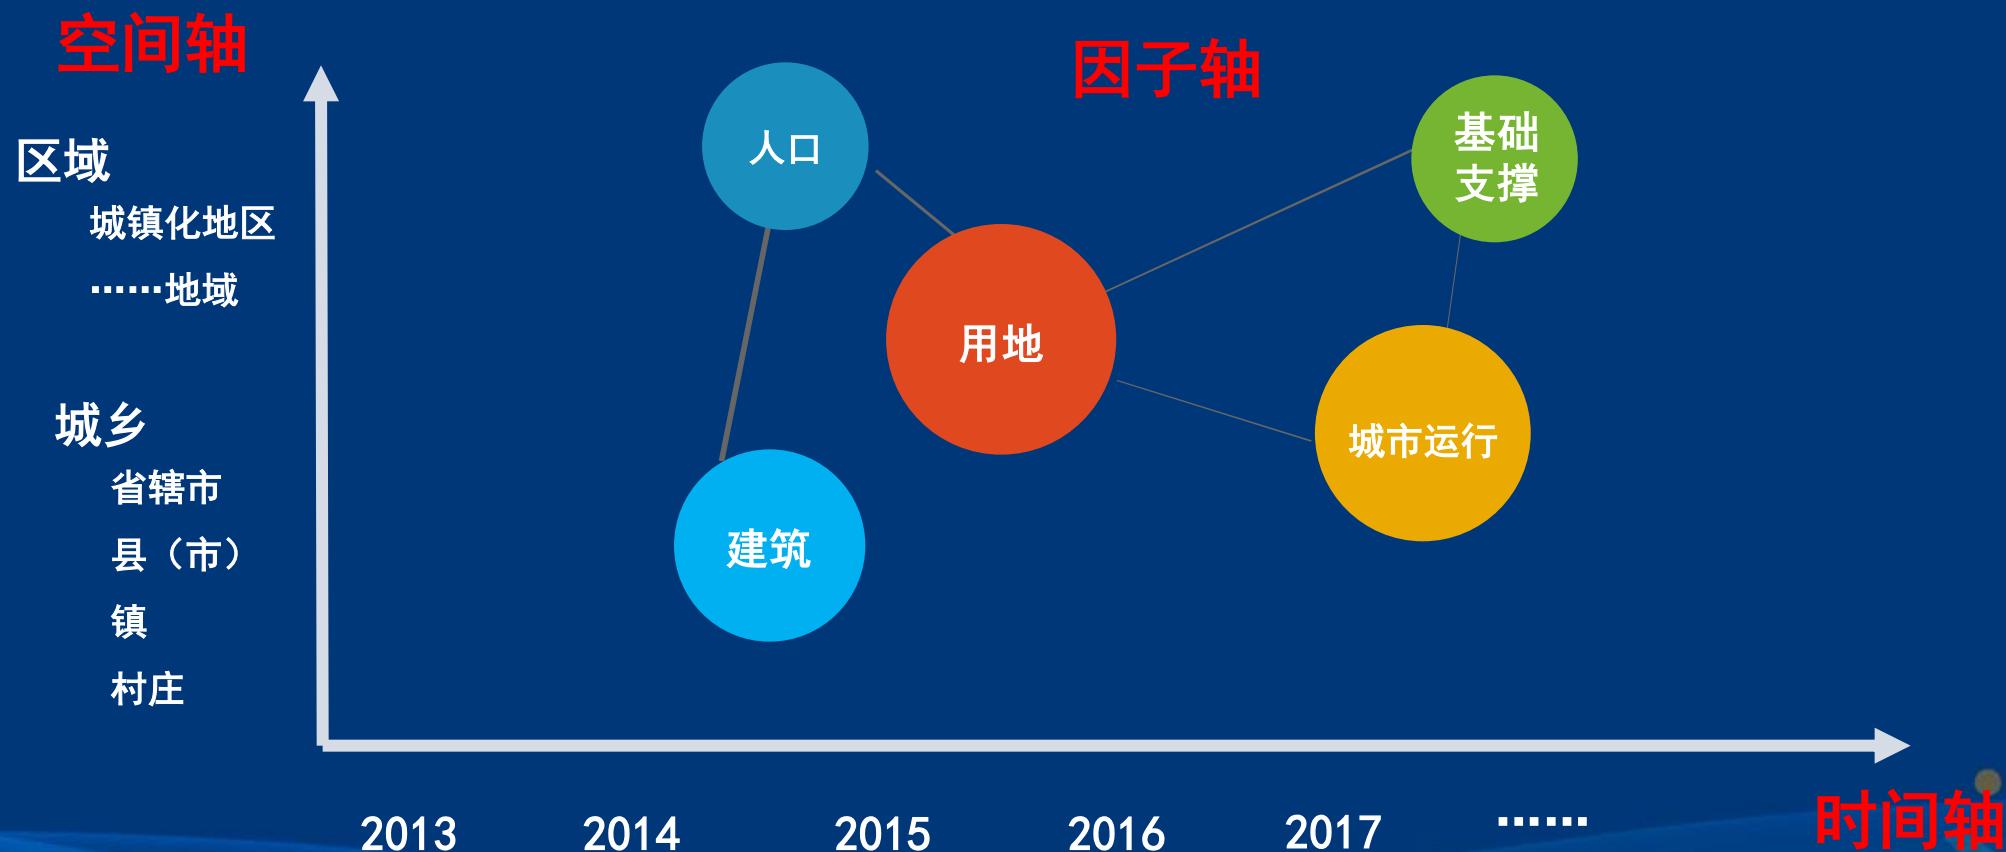 空间轴
因子轴
区域
城镇化地区
……地域
城乡
省辖市
县（市）
镇
村庄
人口
基础
支撑
用地
城市运行
建筑
2013
2014
2015
2016
2017
……
时间轴